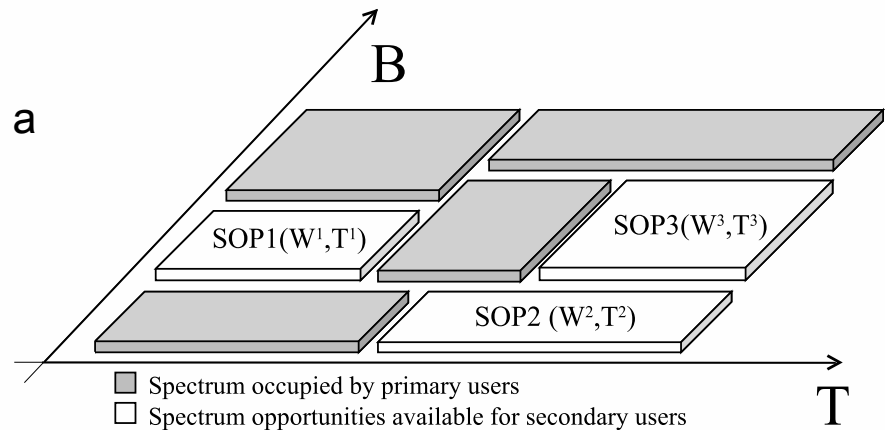 B
a
SOP1(W¹,T¹)
SOP3(W³,T³)
SOP2 (W²,T²)
Spectrum occupied by primary users
Spectrum opportunities available for secondary users
T